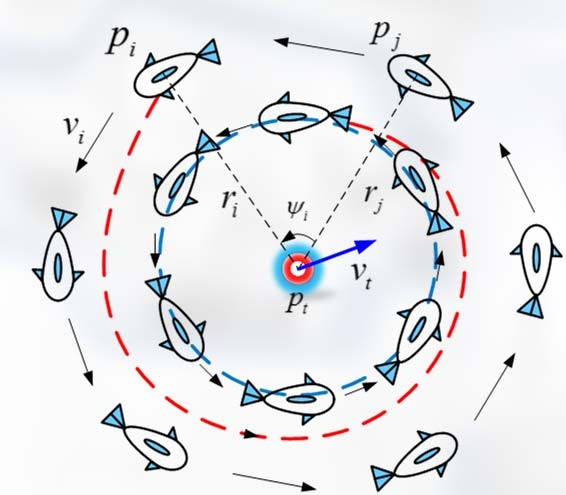 p_i
p_j
v_i
r_i
ψ_i
r_j
v_t
p_t